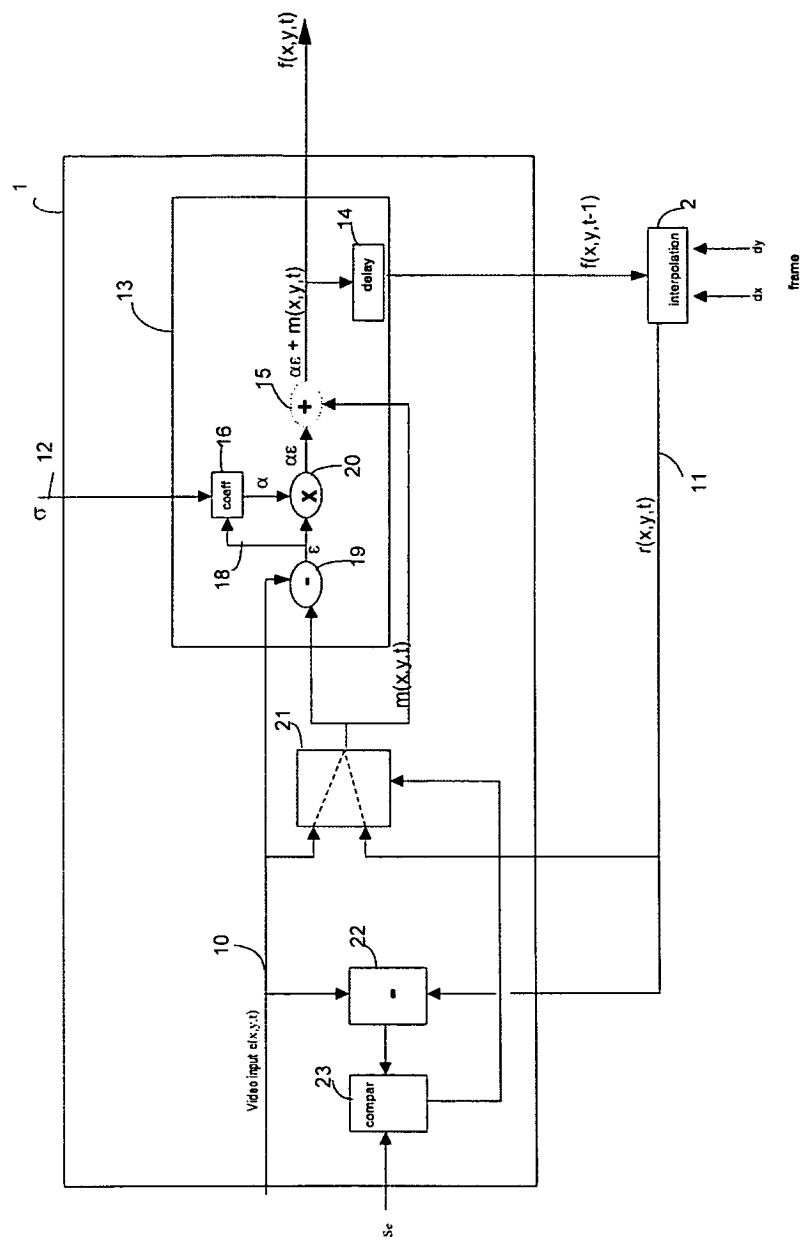 f(x,y,t)
1
13
14
delay
f(x,y,t-1)
2
interpolation
dy
dx
frame
αε + m(x,y,t)
15
+
12
σ
16
coeff
α
αε
X
20
11
18
ε
-
19
r(x,y,t)
m(x,y,t)
21
10
22
-
Video input e(x,y,t)
23
compar
Sc